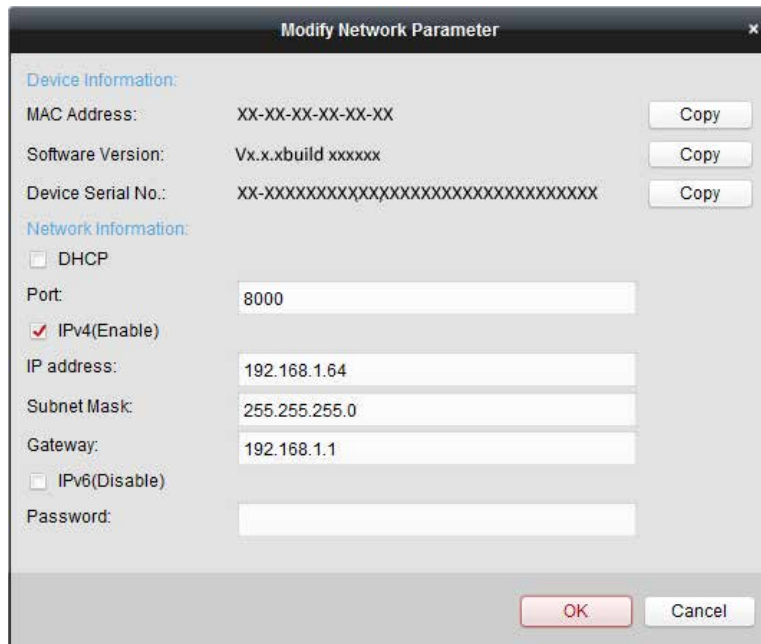 Modify Network Parameter ×
Device Information:
MAC Address: XX-XX-XX-XX-XX-XX Copy
Software Version: Vx.x.xbuild xxxxxx Copy
Device Serial No.: XX-XXXXXXXXXXXXXXXXXXXXXXXXXXXXXXXX Copy
Network Information:
DHCP
Port: 8000
IPv4(Enable)
IP address: 192.168.1.64
Subnet Mask: 255.255.255.0
Gateway: 192.168.1.1
IPv6(Disable)
Password:
OK Cancel